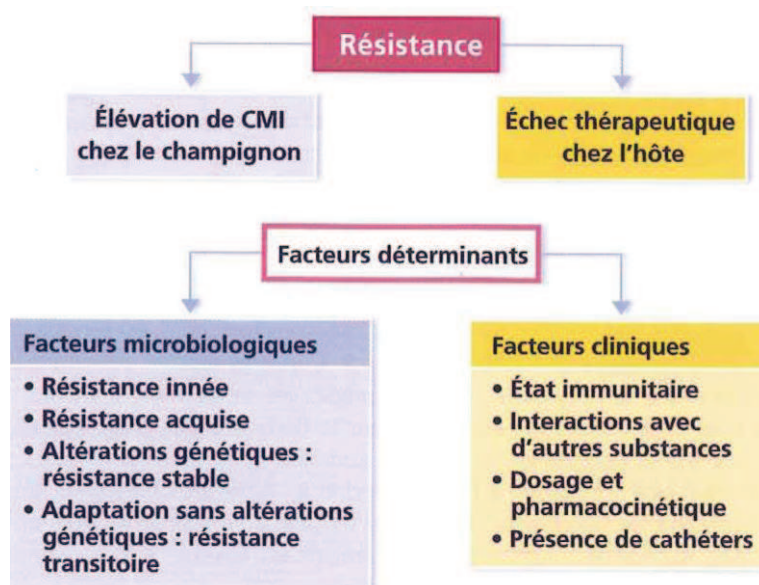 Résistance
Élévation de CMI
chez le champignon
Échec thérapeutique
chez l'hôte
Facteurs déterminants
Facteurs microbiologiques
• Résistance innée
• Résistance acquise
• Altérations génétiques :
résistance stable
• Adaptation sans altérations
génétiques : résistance
transitoire
Facteurs cliniques
• État immunitaire
• Interactions avec
d'autres substances
• Dosage et
pharmacocinétique
• Présence de cathéters